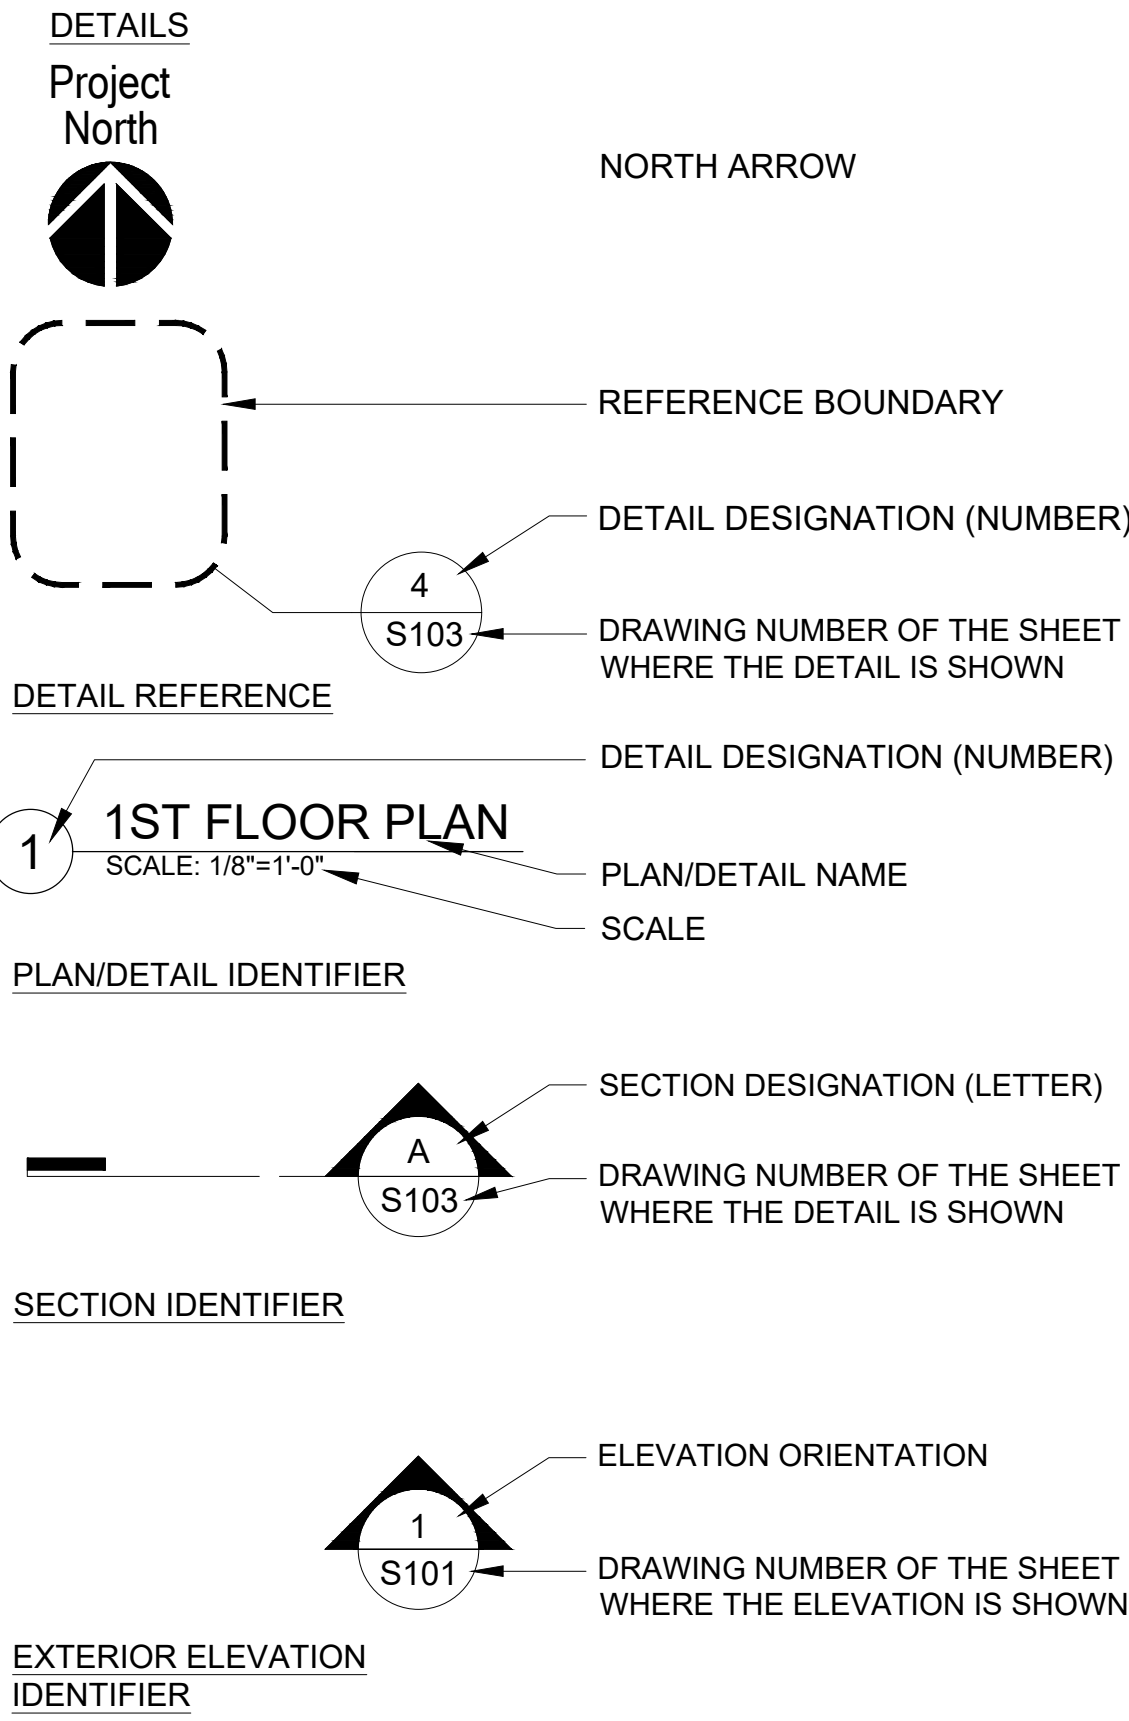 DETAILS
Project
North
NORTH ARROW
REFERENCE BOUNDARY
DETAIL DESIGNATION (NUMBER)
4
S103
DRAWING NUMBER OF THE SHEET
WHERE THE DETAIL IS SHOWN
DETAIL REFERENCE
DETAIL DESIGNATION (NUMBER)
1
1ST FLOOR PLAN
SCALE: 1/8"=1'-0"
PLAN/DETAIL NAME
SCALE
PLAN/DETAIL IDENTIFIER
SECTION DESIGNATION (LETTER)
A
S103
DRAWING NUMBER OF THE SHEET
WHERE THE DETAIL IS SHOWN
SECTION IDENTIFIER
ELEVATION ORIENTATION
1
S101
DRAWING NUMBER OF THE SHEET
WHERE THE ELEVATION IS SHOWN
EXTERIOR ELEVATION
IDENTIFIER